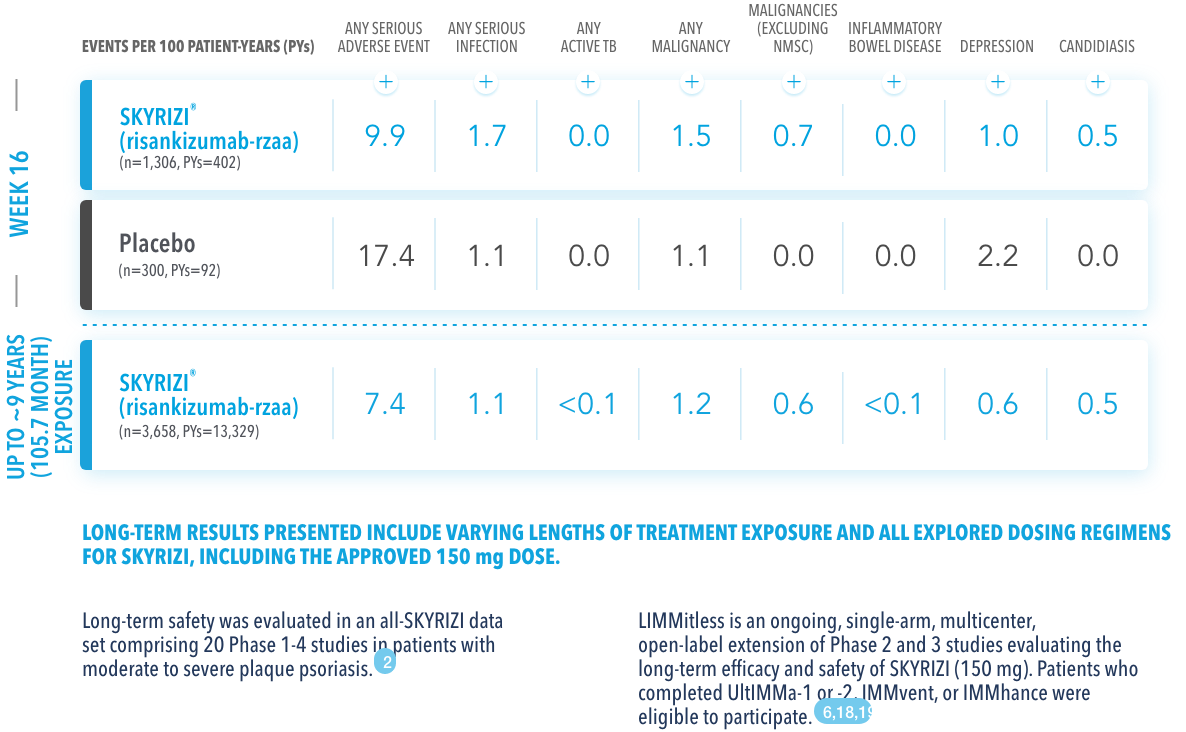 EVENTS PER 100 PATIENT-YEARS (PYs)
ANY SERIOUS
ADVERSE EVENT
ANY SERIOUS
INFECTION
ANY
ACTIVE TB
ANY
MALIGNANCY
MALIGNANCIES
(EXCLUDING
NMSC)
INFLAMMATORY
BOWEL DISEASE
DEPRESSION
CANDIDIASIS
+ + + + + + + +
WEEK 16
SKYRIZI®
(risankizumab-rzaa)
(n=1,306, PYs=402)
9.9 1.7 0.0 1.5 0.7 0.0 1.0 0.5
Placebo
(n=300, PYs=92)
17.4 1.1 0.0 1.1 0.0 0.0 2.2 0.0
UP TO ~9 YEARS
(105.7 MONTH)
EXPOSURE
SKYRIZI®
(risankizumab-rzaa)
(n=3,658, PYs=13,329)
7.4 1.1 <0.1 1.2 0.6 <0.1 0.6 0.5
LONG-TERM RESULTS PRESENTED INCLUDE VARYING LENGTHS OF TREATMENT EXPOSURE AND ALL EXPLORED DOSING REGIMENS
FOR SKYRIZI, INCLUDING THE APPROVED 150 mg DOSE.
Long-term safety was evaluated in an all-SKYRIZI data
set comprising 20 Phase 1-4 studies in patients with
moderate to severe plaque psoriasis. 2
LIMMitless is an ongoing, single-arm, multicenter,
open-label extension of Phase 2 and 3 studies evaluating the
long-term efficacy and safety of SKYRIZI (150 mg). Patients who
completed UltIMMa-1 or -2, IMMvent, or IMMhance were
eligible to participate. 6,18,19